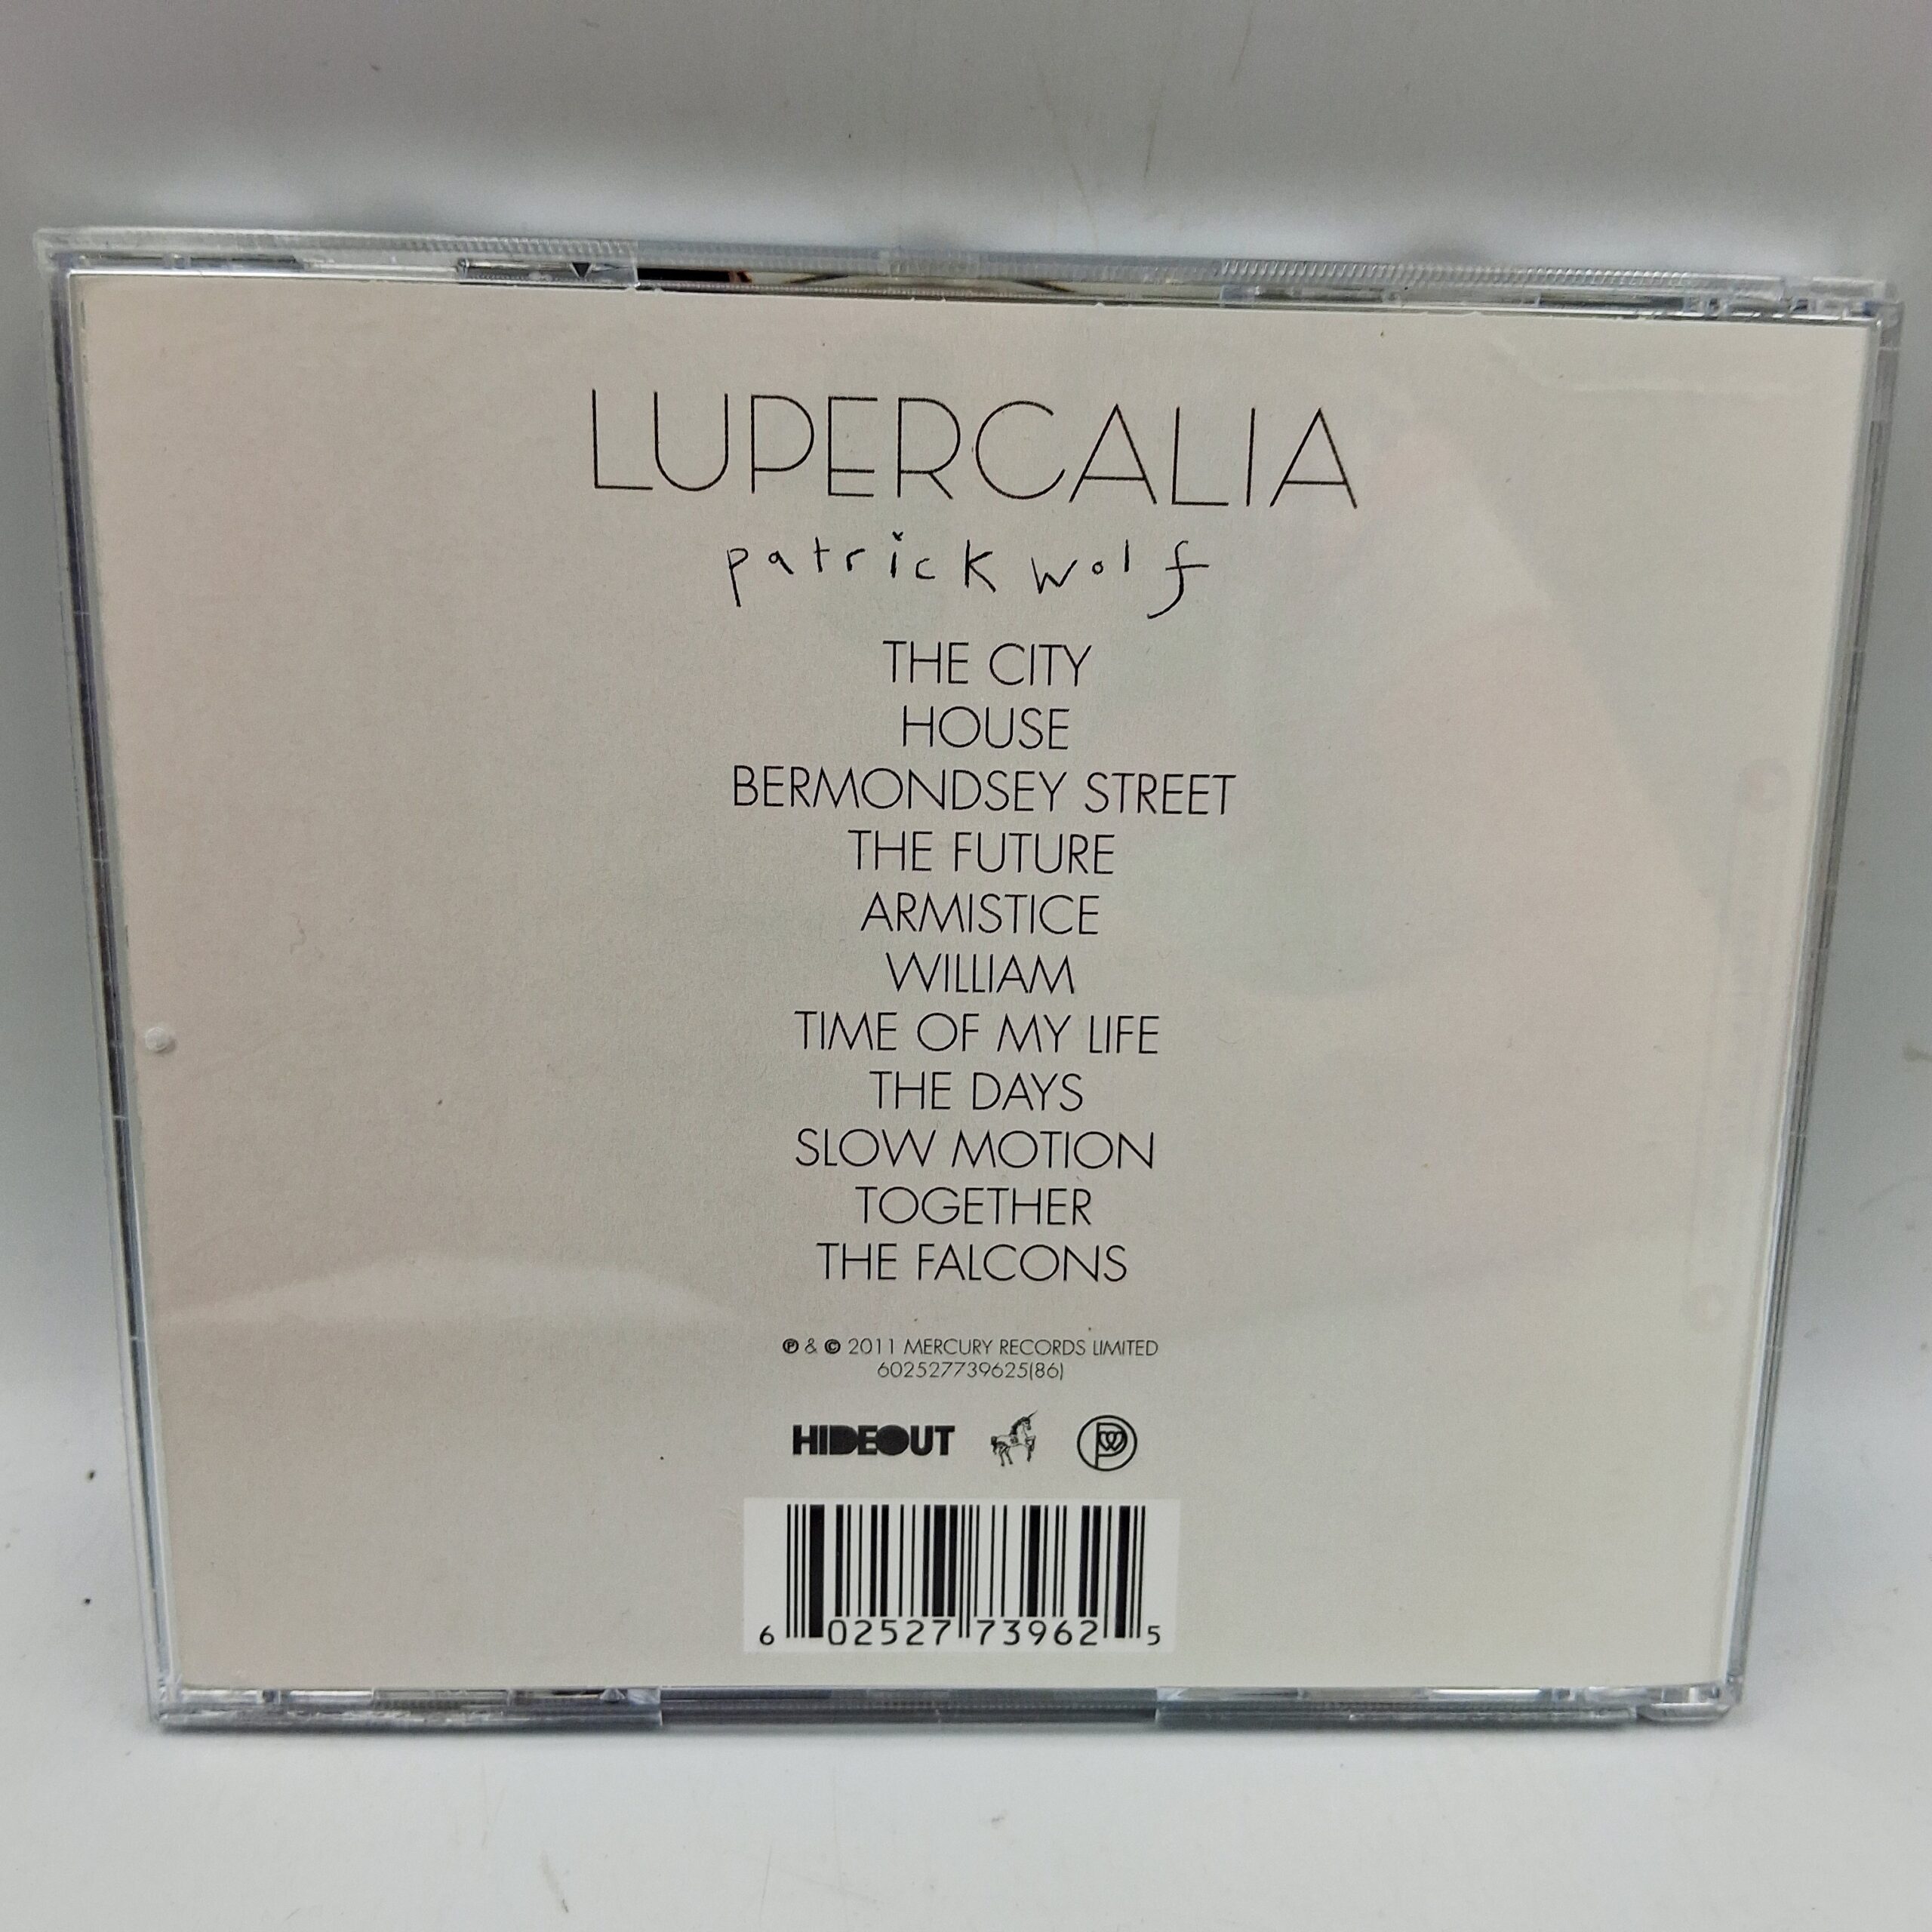 LUPERCALIA
patrick wolf
THE CITY
HOUSE
BERMONDSEY STREET
THE FUTURE
ARMISTICE
WILLIAM
TIME OF MY LIFE
THE DAYS
SLOW MOTION
TOGETHER
THE FALCONS
℗ & © 2011 MERCURY RECORDS LIMITED
602527739625(86)
HIDEOUT
PW
6 02527 73962 5